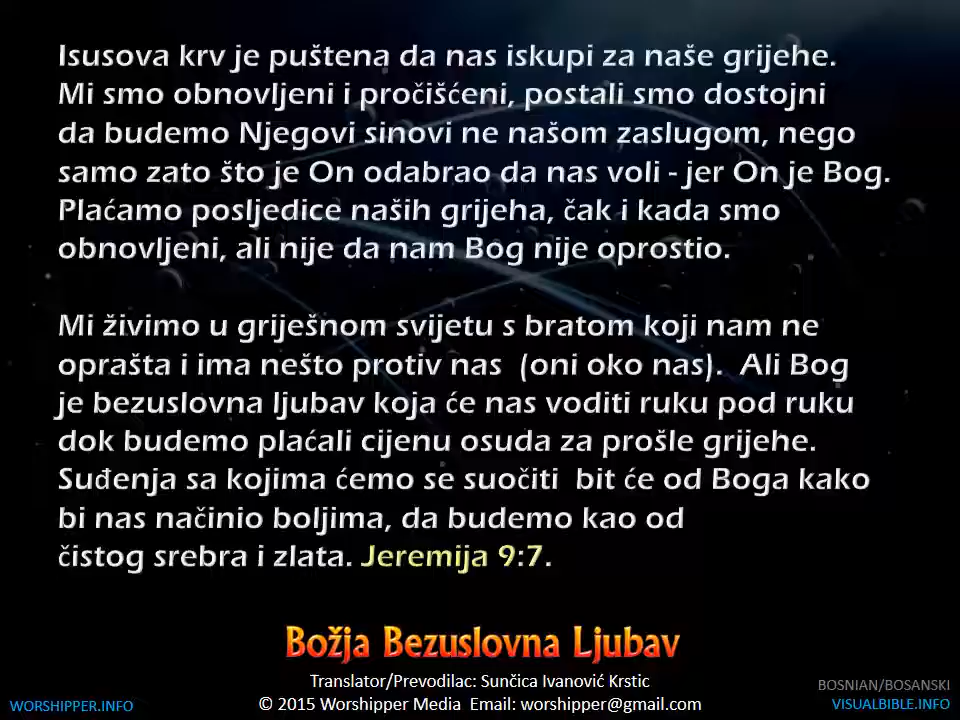 Isusova krv je puštena da nas iskupi za naše grijehe.
Mi smo obnovljeni i pročišćeni, postali smo dostojni
da budemo Njegovi sinovi ne našom zaslugom, nego
samo zato što je On odabrao da nas voli - jer On je Bog.
Plaćamo posljedice naših grijeha, čak i kada smo
obnovljeni, ali nije da nam Bog nije oprostio.
Mi živimo u griješnom svijetu s bratom koji nam ne
oprašta i ima nešto protiv nas  (oni oko nas).  Ali Bog
je bezuslovna ljubav koja će nas voditi ruku pod ruku
dok budemo plaćali cijenu osuda za prošle grijehe.
Suđenja sa kojima ćemo se suočiti  bit će od Boga kako
bi nas načinio boljima, da budemo kao od
čistog srebra i zlata. Jeremija 9:7.
Božja Bezuslovna Ljubav
Translator/Prevodilac: Sunčica Ivanović Krstic
© 2015 Worshipper Media  Email: worshipper@gmail.com
WORSHIPPER.INFO
BOSNIAN/BOSANSKI
VISUALBIBLE.INFO